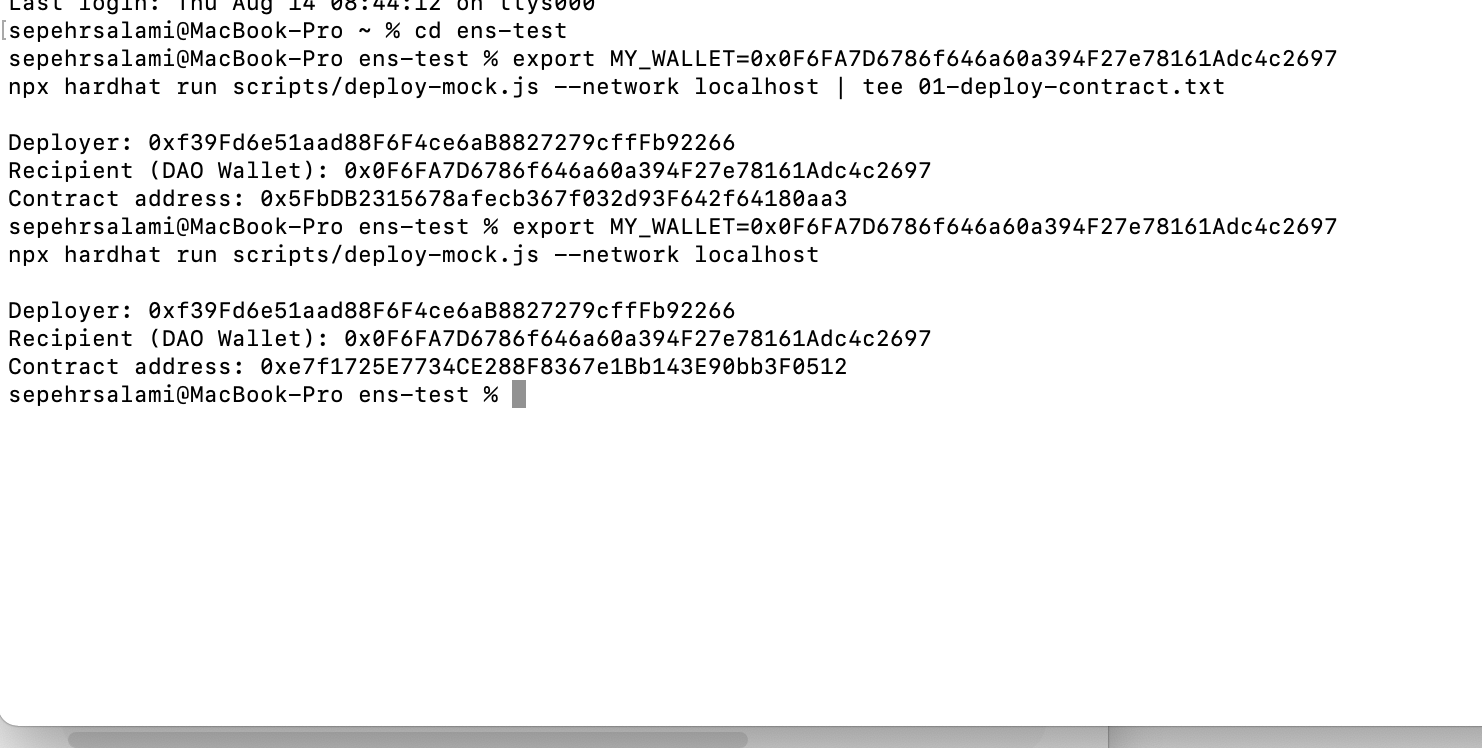 Last login: Thu Aug 14 08:44:12 on ttys000
[sepehrsalami@MacBook-Pro ~ % cd ens-test
sepehrsalami@MacBook-Pro ens-test % export MY_WALLET=0x0F6FA7D6786f646a60a394F27e78161Adc4c2697
npx hardhat run scripts/deploy-mock.js --network localhost | tee 01-deploy-contract.txt
Deployer: 0xf39Fd6e51aad88F6F4ce6aB8827279cffFb92266
Recipient (DAO Wallet): 0x0F6FA7D6786f646a60a394F27e78161Adc4c2697
Contract address: 0x5FbDB2315678afecb367f032d93F642f64180aa3
sepehrsalami@MacBook-Pro ens-test % export MY_WALLET=0x0F6FA7D6786f646a60a394F27e78161Adc4c2697
npx hardhat run scripts/deploy-mock.js --network localhost
Deployer: 0xf39Fd6e51aad88F6F4ce6aB8827279cffFb92266
Recipient (DAO Wallet): 0x0F6FA7D6786f646a60a394F27e78161Adc4c2697
Contract address: 0xe7f1725E7734CE288F8367e1Bb143E90bb3F0512
sepehrsalami@MacBook-Pro ens-test %